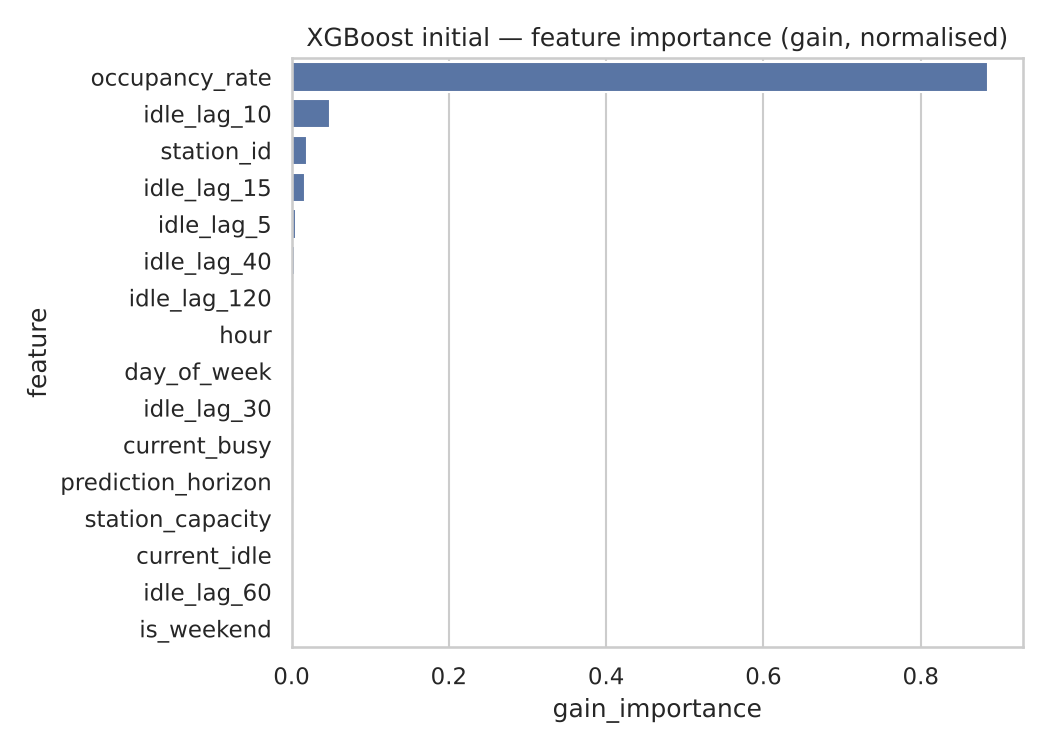 XGBoost initial — feature importance (gain, normalised)
occupancy_rate
idle_lag_10
station_id
idle_lag_15
idle_lag_5
idle_lag_40
idle_lag_120
hour
day_of_week
idle_lag_30
current_busy
prediction_horizon
station_capacity
current_idle
idle_lag_60
is_weekend
feature
0.0 0.2 0.4 0.6 0.8
gain_importance